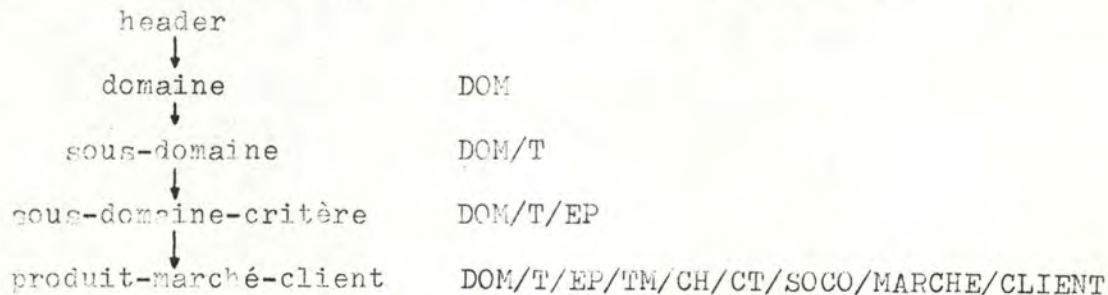 header
domaine DOM
sous-domaine DOM/T
sous-domaine-critère DOM/T/EP
produit-marché-client DOM/T/EP/TM/CH/CT/SOCO/MARCHE/CLIENT